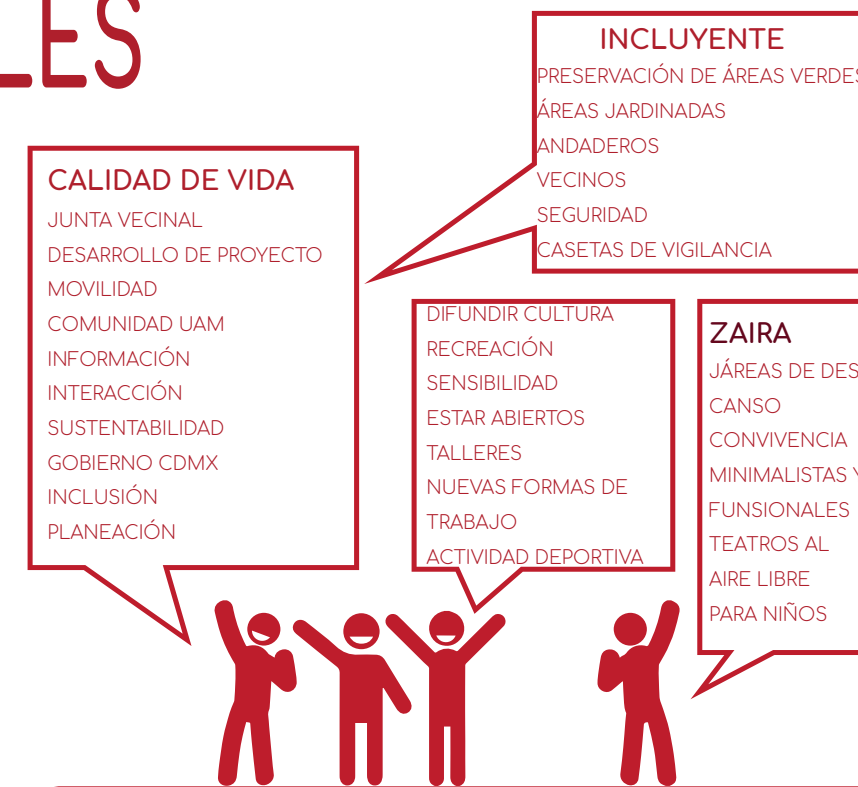 LES
INCLUYENTE
PRESERVACIÓN DE ÁREAS VERDES
ÁREAS JARDINADAS
ANDADEROS
VECINOS
SEGURIDAD
CASETAS DE VIGILANCIA
CALIDAD DE VIDA
JUNTA VECINAL
DESARROLLO DE PROYECTO
MOVILIDAD
COMUNIDAD UAM
INFORMACIÓN
INTERACCIÓN
SUSTENTABILIDAD
GOBIERNO CDMX
INCLUSIÓN
PLANEACIÓN
DIFUNDIR CULTURA
RECREACIÓN
SENSIBILIDAD
ESTAR ABIERTOS
TALLERES
NUEVAS FORMAS DE
TRABAJO
ACTIVIDAD DEPORTIVA
ZAIRA
JÁREAS DE DES
CANSO
CONVIVENCIA
MINIMALISTAS Y
FUNSIONALES
TEATROS AL
AIRE LIBRE
PARA NIÑOS